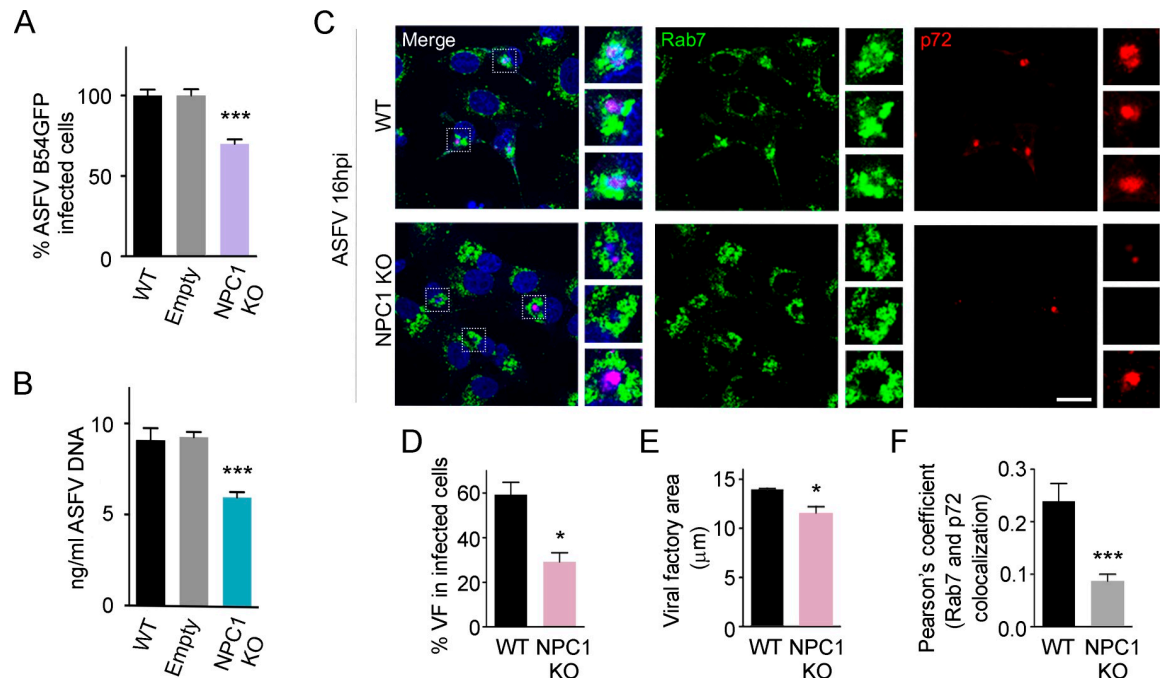 A
% ASFV B54GFP
infected cells
100
50
0
***
WT
Empty
NPC1
KO
B
ng/ml ASFV DNA
10
5
0
***
WT
Empty
NPC1
KO
C
ASFV 16hpi
WT
NPC1 KO
Merge
Rab7
p72
D
% VF in infected cells
60
40
20
0
*
WT
NPC1
KO
E
Viral factory area
(μm)
15
10
5
0
*
WT
NPC1
KO
F
Pearson's coefficient
(Rab7 and p72
colocalization)
0.3
0.2
0.1
0.0
***
WT
NPC1
KO